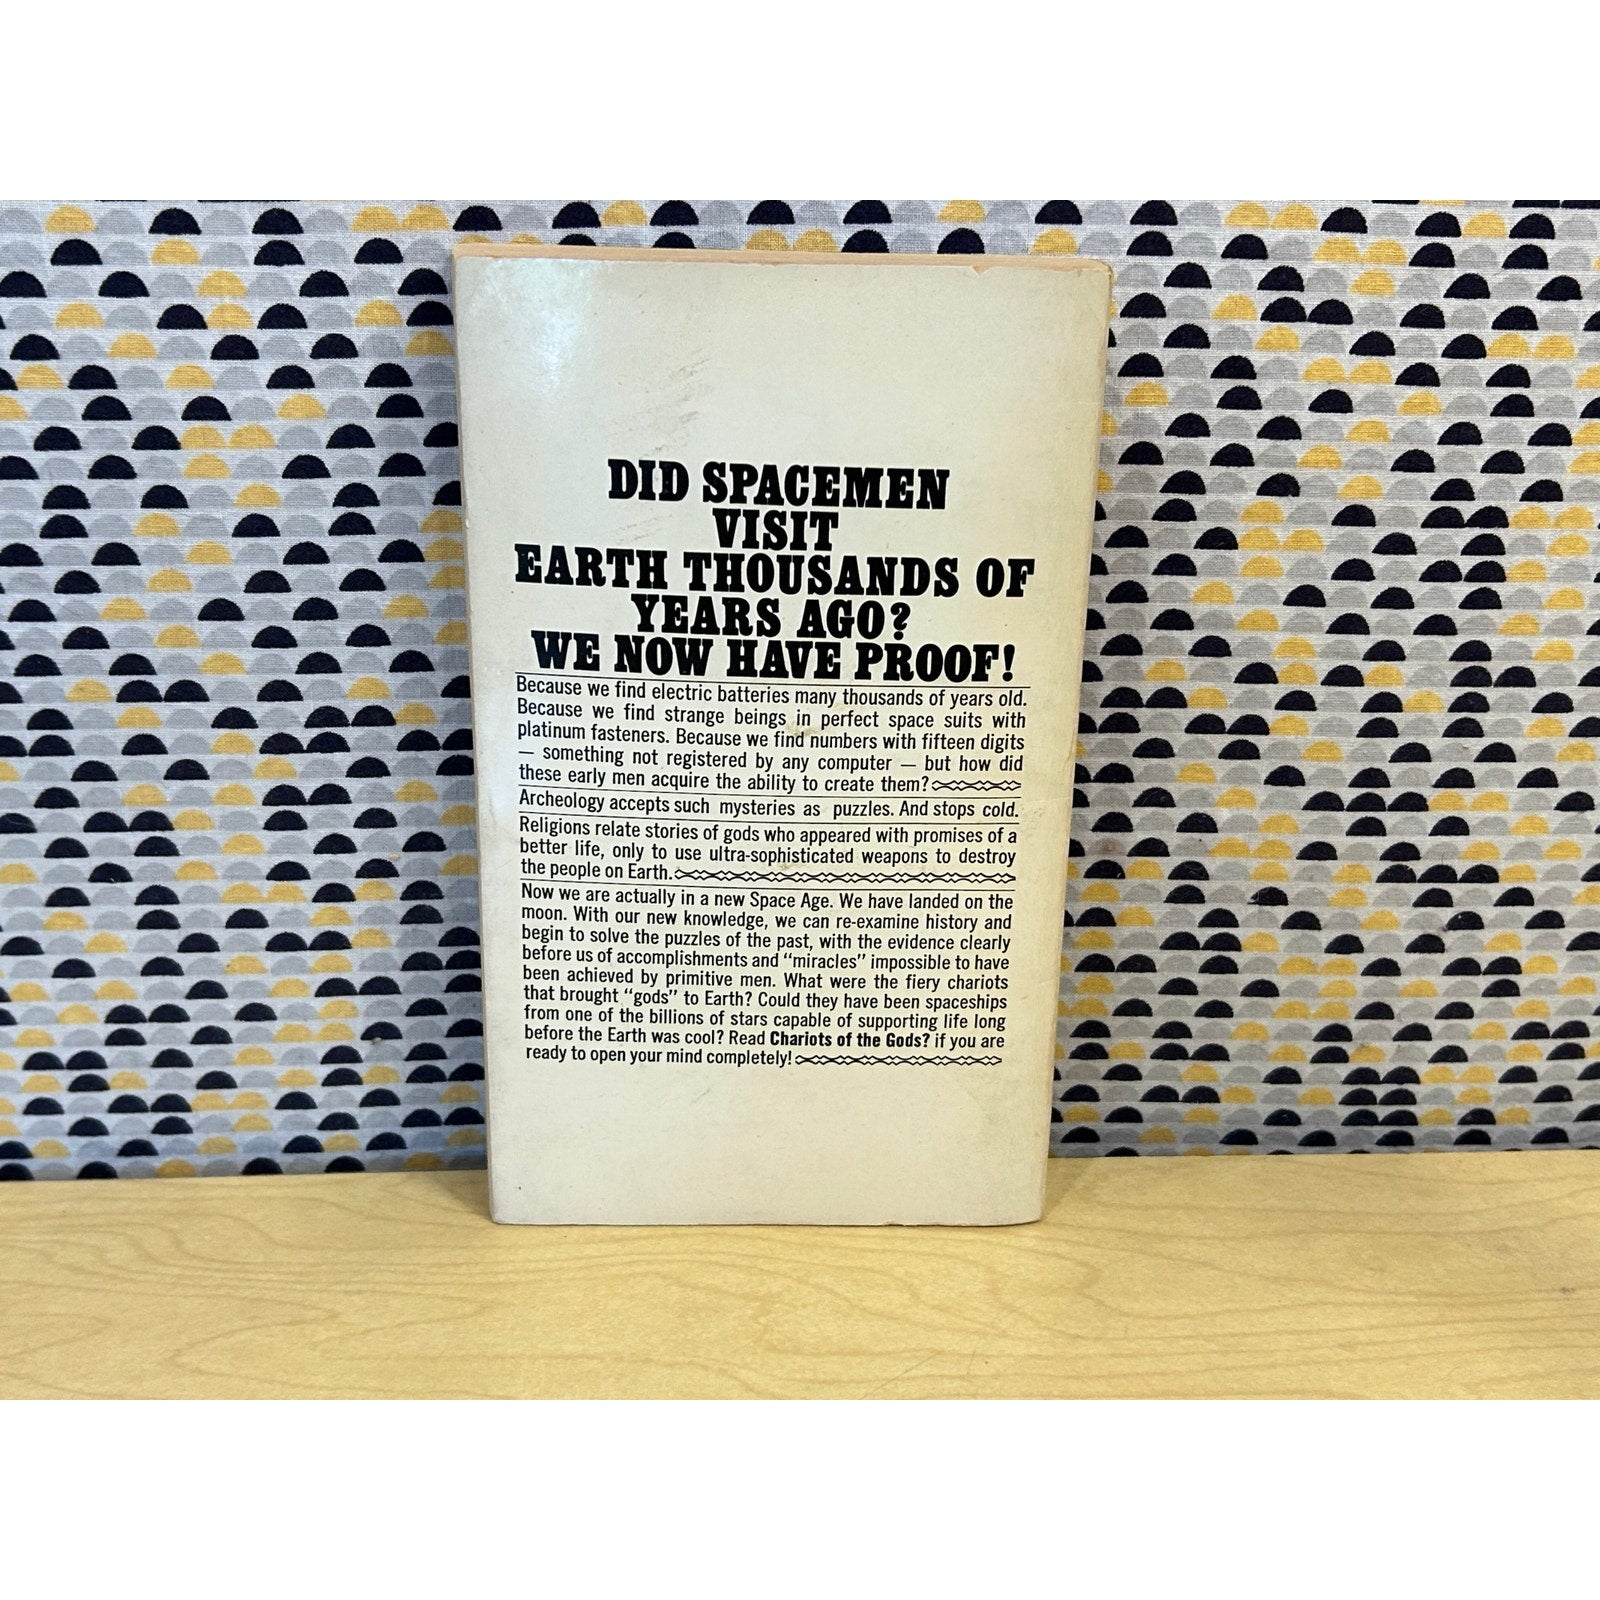 DID SPACEMEN
VISIT
EARTH THOUSANDS OF
YEARS AGO?
WE NOW HAVE PROOF!
Because we find electric batteries many thousands of years old.
Because we find strange beings in perfect space suits with
platinum fasteners. Because we find numbers with fifteen digits
— something not registered by any computer — but how did
these early men acquire the ability to create them?
Archeology accepts such mysteries as puzzles. And stops cold.
Religions relate stories of gods who appeared with promises of a
better life, only to use ultra-sophisticated weapons to destroy
the people on Earth.
Now we are actually in a new Space Age. We have landed on the
moon. With our new knowledge, we can re-examine history and
begin to solve the puzzles of the past, with the evidence clearly
before us of accomplishments and “miracles” impossible to have
been achieved by primitive men. What were the fiery chariots
that brought “gods” to Earth? Could they have been spaceships
from one of the billions of stars capable of supporting life long
before the Earth was cool? Read Chariots of the Gods? if you are
ready to open your mind completely!